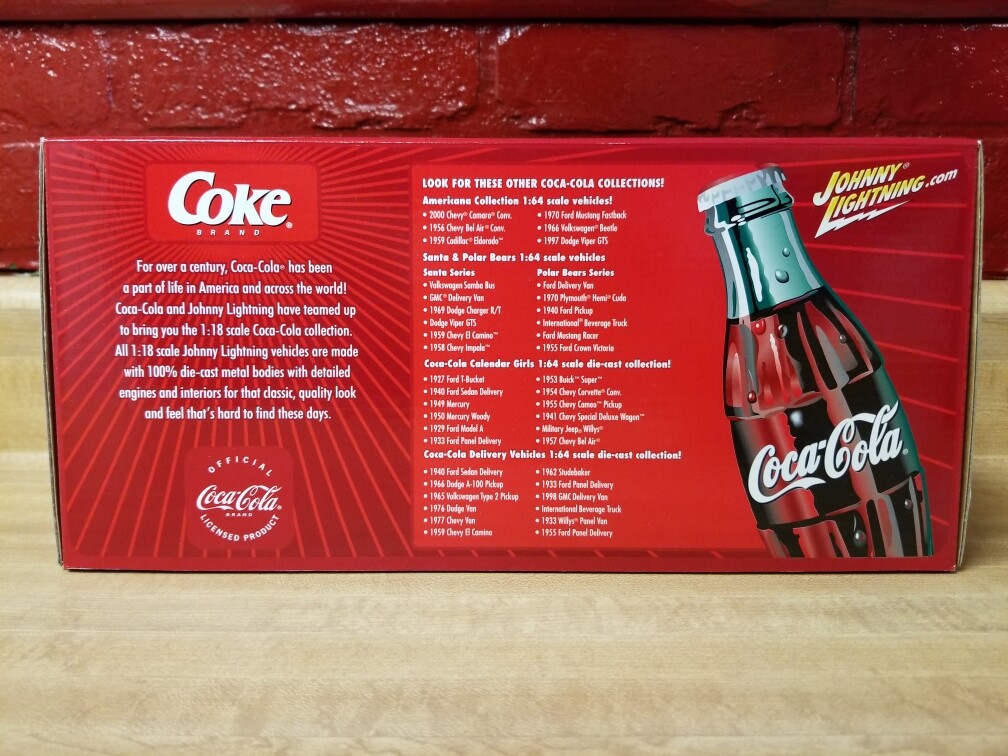 Coke®
BRAND
For over a century, Coca-Cola® has been
a part of life in America and across the world!
Coca-Cola and Johnny Lightning have teamed up
to bring you the 1:18 scale Coca-Cola collection.
All 1:18 scale Johnny Lightning vehicles are made
with 100% die-cast metal bodies with detailed
engines and interiors for that classic, quality look
and feel that's hard to find these days.
OFFICIAL
Coca-Cola®
BRAND
LICENSED PRODUCT
LOOK FOR THESE OTHER COCA-COLA COLLECTIONS!
Americana Collection 1:64 scale vehicles!
• 2000 Chevy® Camaro® Conv.
• 1956 Chevy Bel Air® Conv.
• 1959 Cadillac® Eldorado™
• 1970 Ford Mustang Fastback
• 1966 Volkswagen® Beetle
• 1997 Dodge Viper GTS
Santa & Polar Bears 1:64 scale vehicles
Santa Series
• Volkswagen Samba Bus
• GMC® Delivery Van
• 1969 Dodge Charger R/T
• Dodge Viper GTS
• 1959 Chevy El Camino™
• 1958 Chevy Impala™
Polar Bears Series
• Ford Delivery Van
• 1970 Plymouth® Hemi® Cuda
• 1940 Ford Pickup
• International® Beverage Truck
• Ford Mustang Racer
• 1955 Ford Crown Victoria
Coca-Cola Calendar Girls 1:64 scale die-cast collection!
• 1927 Ford T-Bucket
• 1940 Ford Sedan Delivery
• 1949 Mercury
• 1950 Mercury Woody
• 1929 Ford Model A
• 1933 Ford Panel Delivery
• 1953 Buick™ Super™
• 1954 Chevy Corvette® Conv.
• 1955 Chevy Cameo™ Pickup
• 1941 Chevy Special Deluxe Wagon™
• Military Jeep® Willys®
• 1957 Chevy Bel Air®
Coca-Cola Delivery Vehicles 1:64 scale die-cast collection!
• 1940 Ford Sedan Delivery
• 1966 Dodge A-100 Pickup
• 1965 Volkswagen Type 2 Pickup
• 1976 Dodge Van
• 1977 Chevy Van
• 1959 Chevy El Camino
• 1962 Studebaker
• 1933 Ford Panel Delivery
• 1998 GMC Delivery Van
• International Beverage Truck
• 1933 Willys® Panel Van
• 1955 Ford Panel Delivery
JOHNNY®
LIGHTNING.com
Coca-Cola®